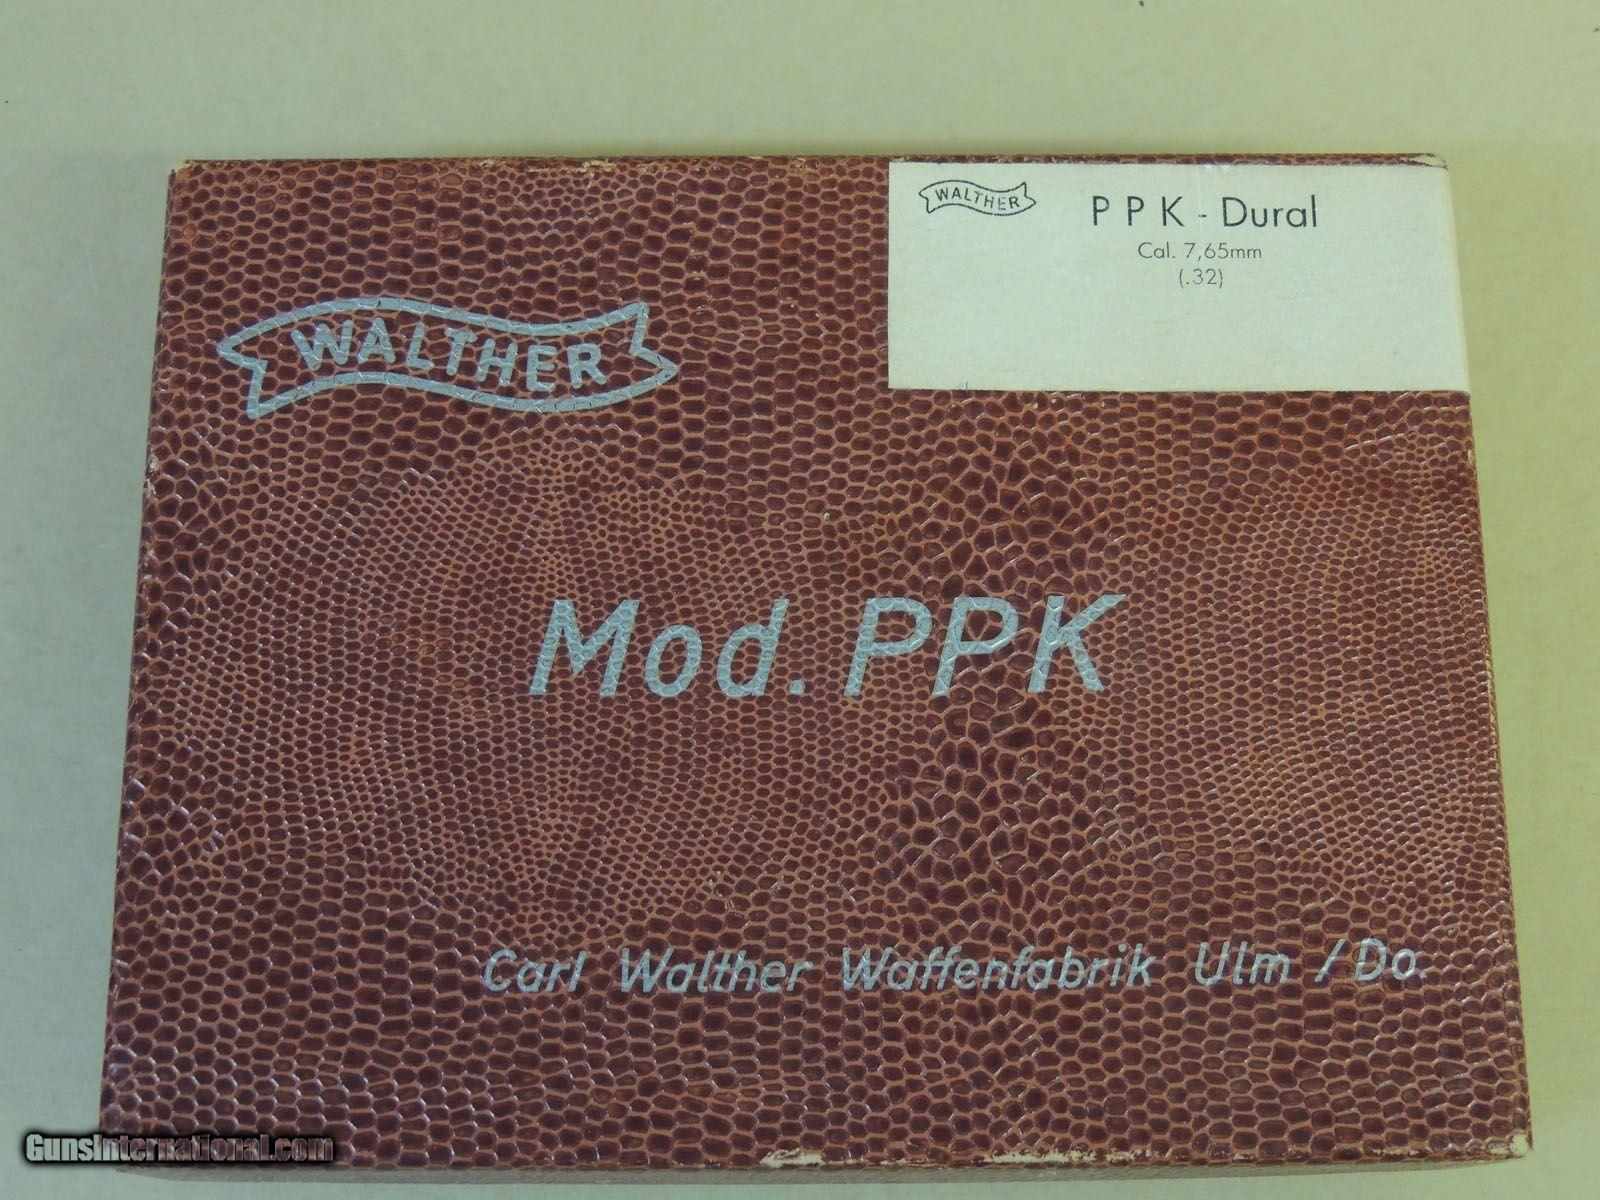 WALTHER
PPK - Dural
Cal. 7,65mm
(.32)
WALTHER
Mod. PPK
Carl Walther Waffenfabrik Ulm / Do.
GunsInternational.com